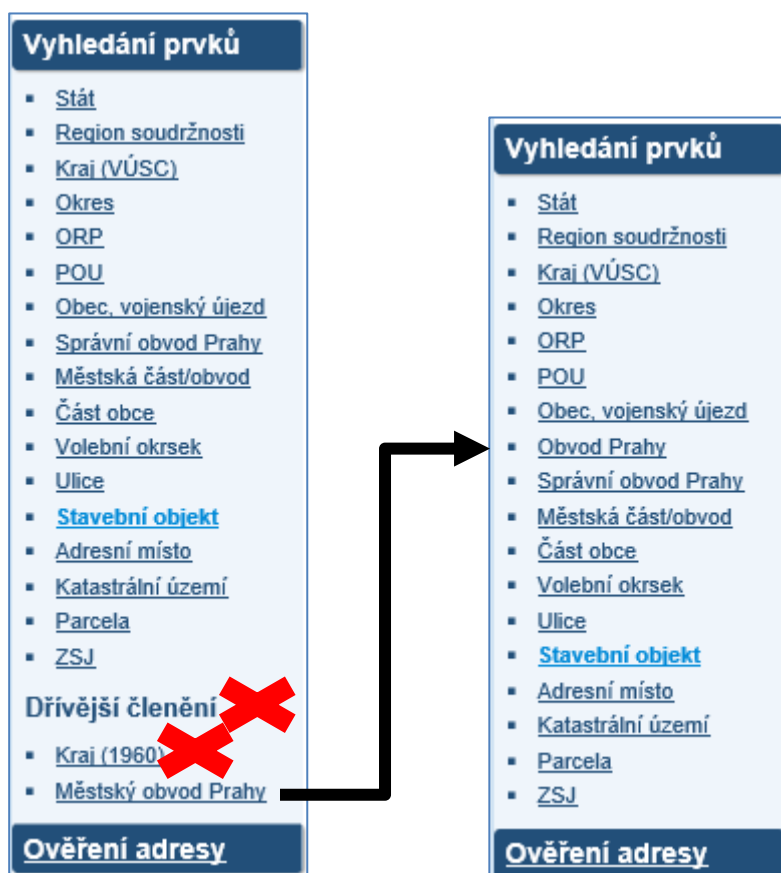 Vyhledání prvků
Stát
Region soudržnosti
Kraj (VÚSC)
Okres
ORP
POU
Obec, vojenský újezd
Správní obvod Prahy
Městská část/obvod
Část obce
Volební okrsek
Ulice
Stavební objekt
Adresní místo
Katastrální území
Parcela
ZSJ
Dřívější členění
Kraj (1960)
Městský obvod Prahy
Ověření adresy
Vyhledání prvků
Stát
Region soudržnosti
Kraj (VÚSC)
Okres
ORP
POU
Obec, vojenský újezd
Obvod Prahy
Správní obvod Prahy
Městská část/obvod
Část obce
Volební okrsek
Ulice
Stavební objekt
Adresní místo
Katastrální území
Parcela
ZSJ
Ověření adresy